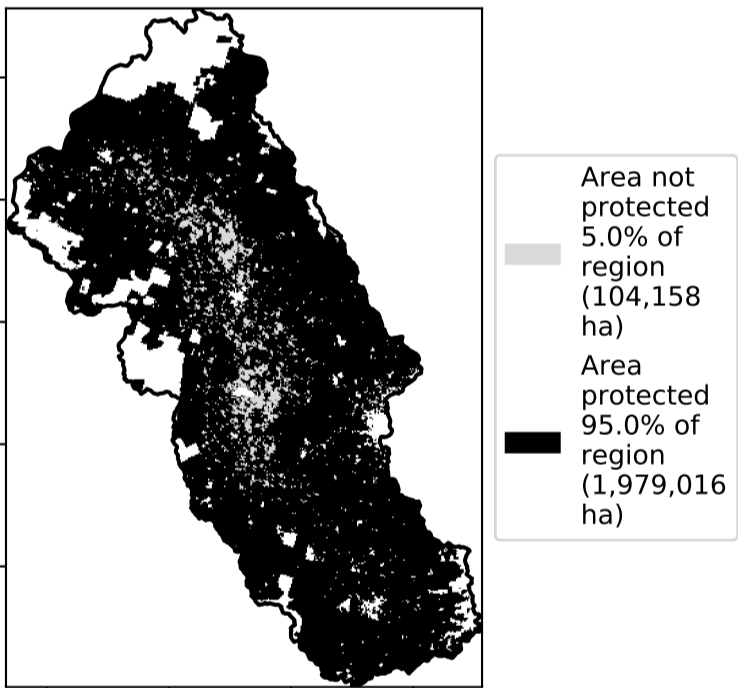 Area not
protected
5.0% of
region
(104,158
ha)
Area
protected
95.0% of
region
(1,979,016
ha)